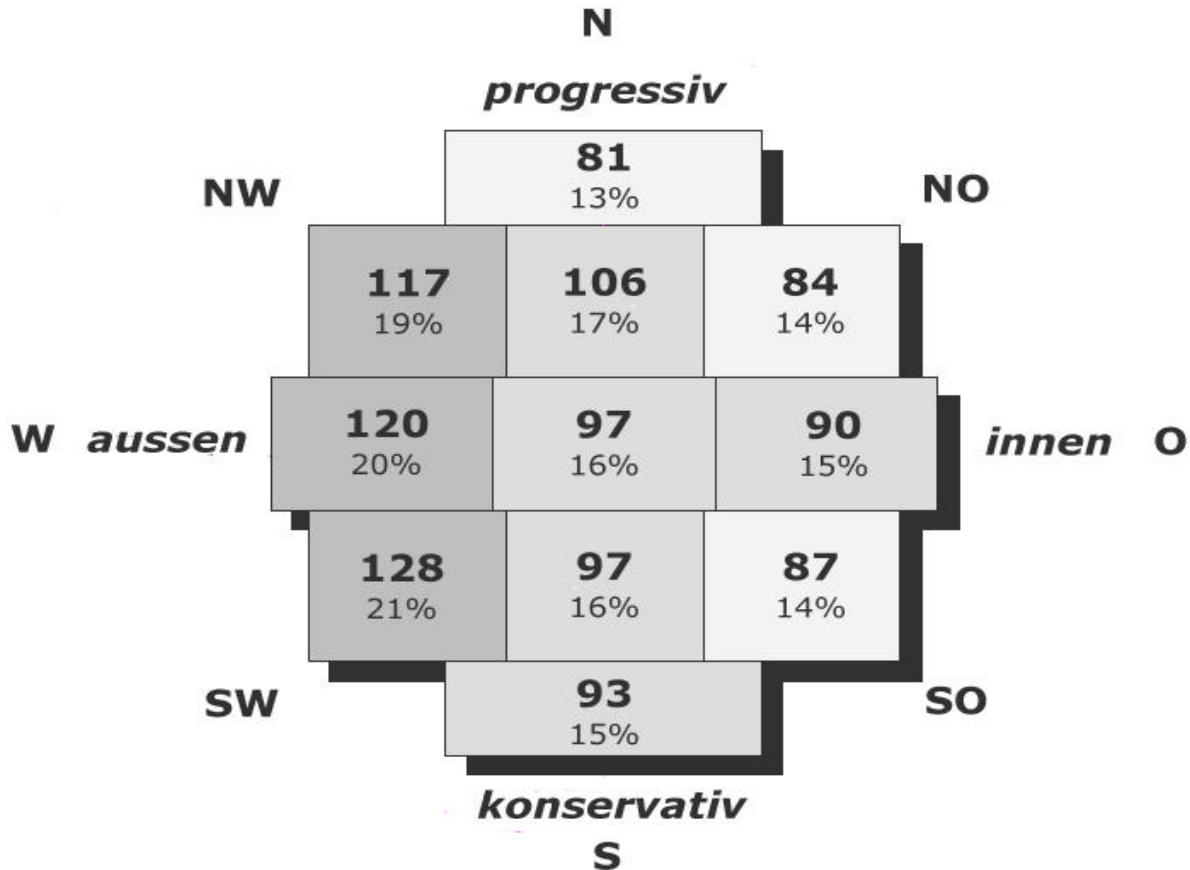 N
progressiv
81
13%
NW
NO
117
19%
106
17%
84
14%
W aussen
120
20%
97
16%
90
15%
innen O
128
21%
97
16%
87
14%
SW
93
15%
SO
konservativ
S